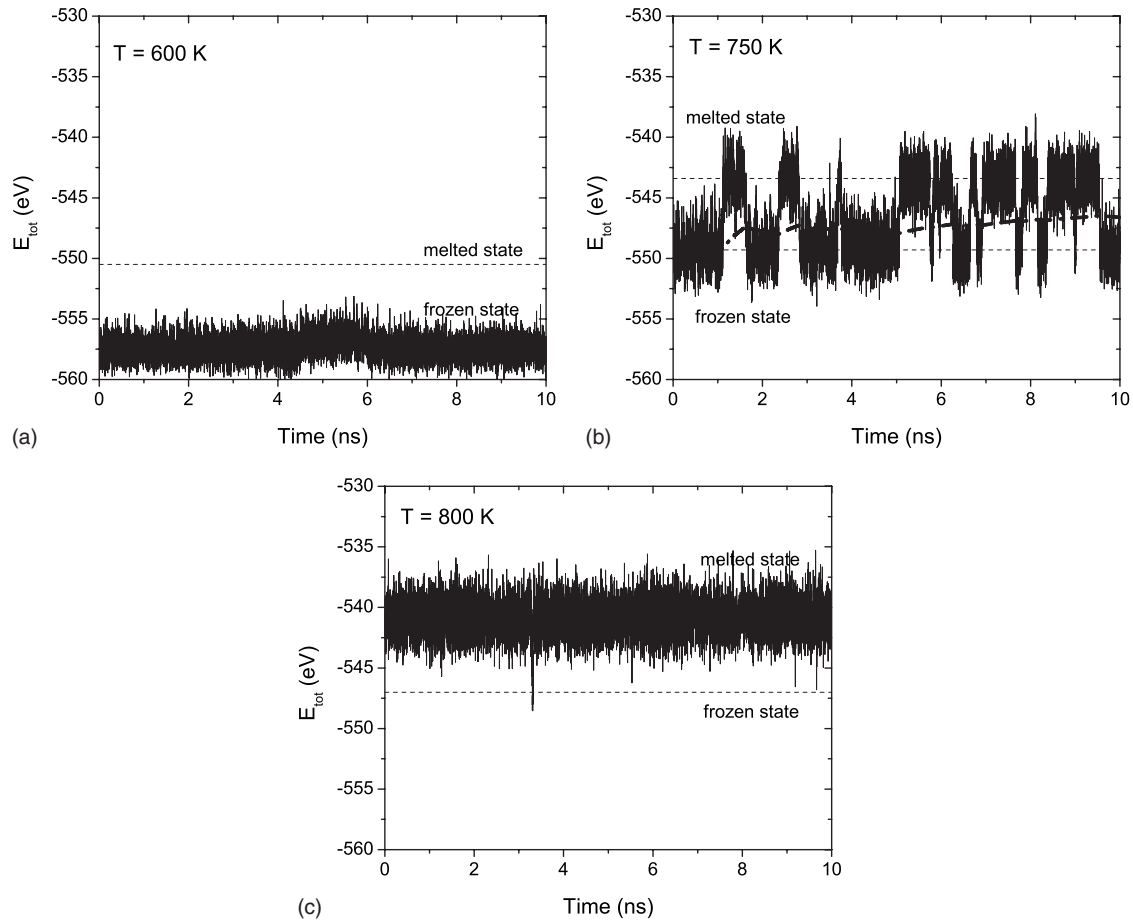 -530
-535
-540
-545
-550
-555
-560
E_tot (eV)
T = 600 K
melted state
frozen state
0 2 4 6 8 10
Time (ns)
(a)
-530
-535
-540
-545
-550
-555
-560
E_tot (eV)
T = 750 K
melted state
frozen state
0 2 4 6 8 10
Time (ns)
(b)
-530
-535
-540
-545
-550
-555
-560
E_tot (eV)
T = 800 K
melted state
frozen state
0 2 4 6 8 10
Time (ns)
(c)